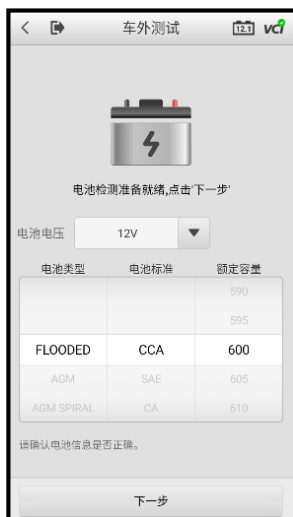 车外测试 12.1 VCI
电池检测准备就绪,点击'下一步'
电池电压 12V
电池类型 电池标准 额定容量
590
595
FLOODED CCA 600
AGM SAE 605
AGM SPIRAL CA 610
请确认电池信息是否正确。
下一步